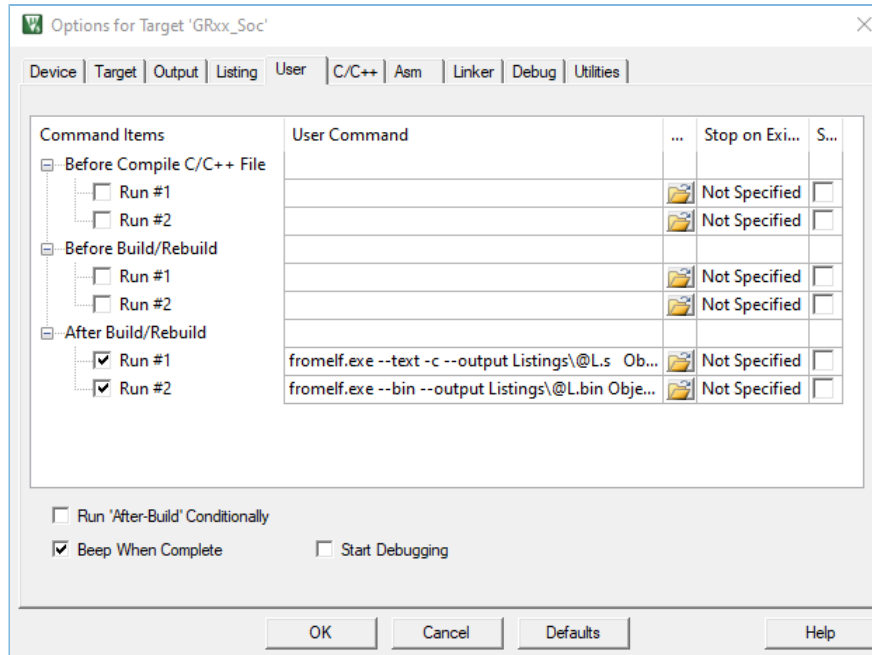 Options for Target 'GRxx_Soc'
Device Target Output Listing User C/C++ Asm Linker Debug Utilities
Command Items User Command ... Stop on Exi... S...
Before Compile C/C++ File
Run #1 Not Specified
Run #2 Not Specified
Before Build/Rebuild
Run #1 Not Specified
Run #2 Not Specified
After Build/Rebuild
Run #1 fromelf.exe --text -c --output Listings\@L.s Ob... Not Specified
Run #2 fromelf.exe --bin --output Listings\@L.bin Obje... Not Specified
Run 'After-Build' Conditionally
Beep When Complete Start Debugging
OK Cancel Defaults Help